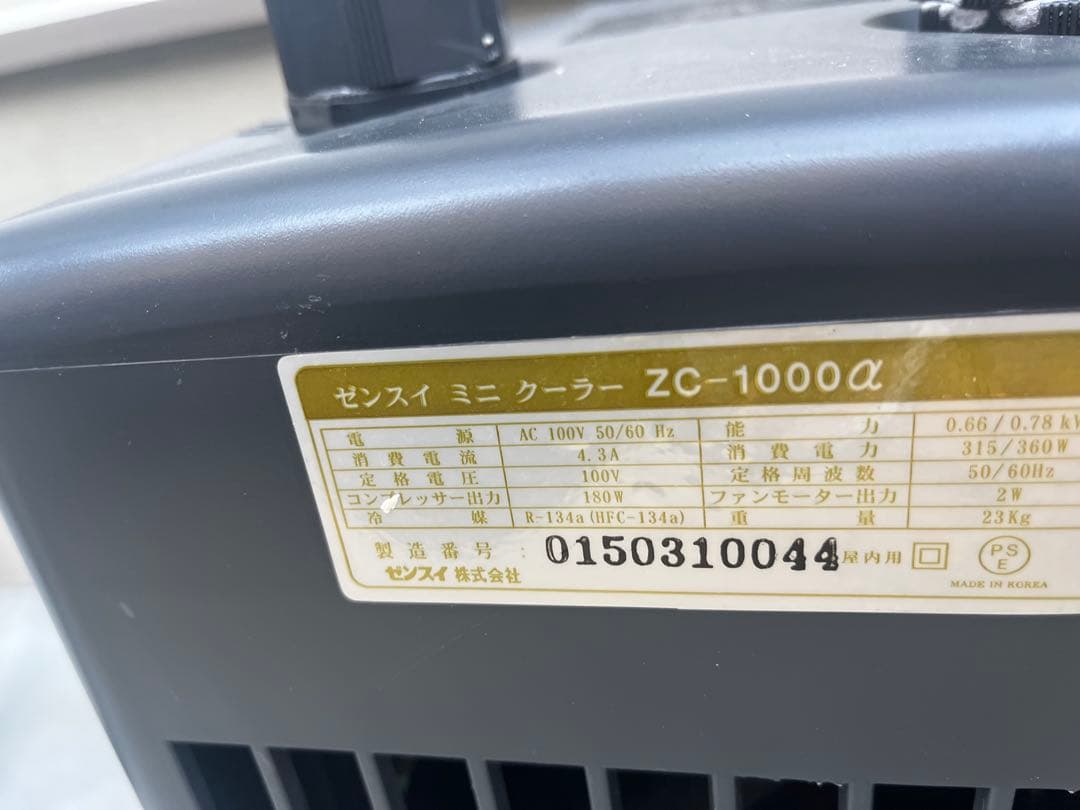 ゼンスイ ミニ クーラー ZC-1000α
電源 AC 100V 50/60 Hz 能力 0.66/0.78 kW
消費電流 4.3A 消費電力 315/360W
定格電圧 100V 定格周波数 50/60Hz
コンプレッサー出力 180W ファンモーター出力 2W
冷媒 R-134a(HFC-134a) 重量 23Kg
製造番号 : 0150310044 屋内用 PSE
ゼンスイ 株式会社 MADE IN KOREA